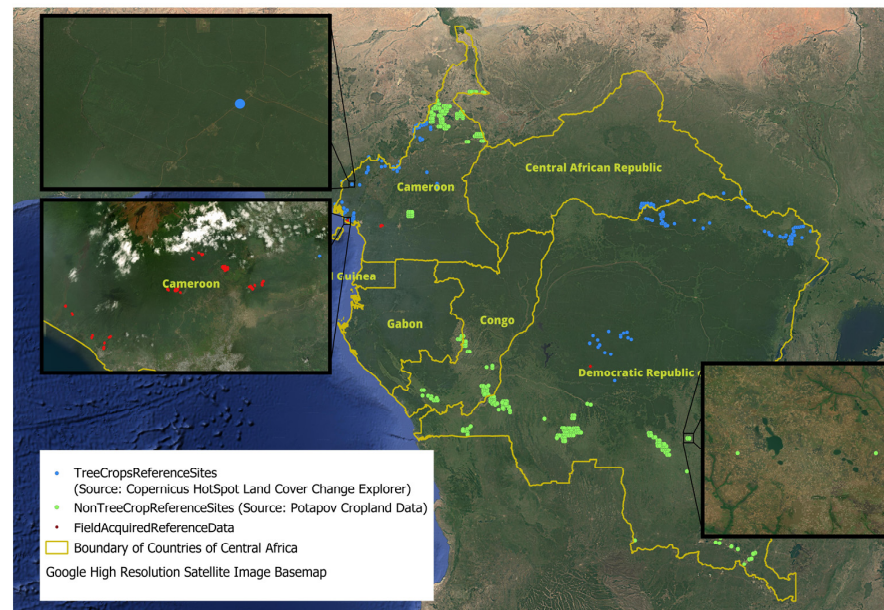 Central African Republic
Cameroon
l Guinea
Cameroon
Gabon
Congo
Democratic Republic
TreeCropsReferenceSites
(Source: Copernicus HotSpot Land Cover Change Explorer)
NonTreeCropReferenceSites (Source: Potapov Cropland Data)
FieldAcquiredReferenceData
Boundary of Countries of Central Africa
Google High Resolution Satellite Image Basemap